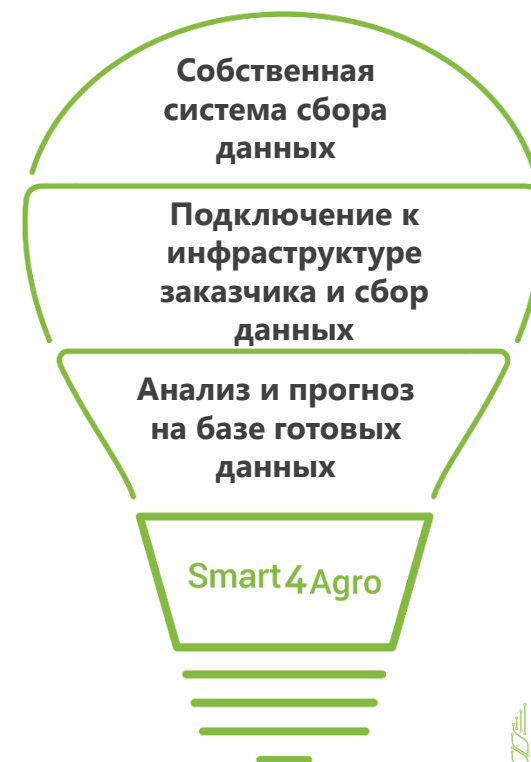 Собственная
система сбора
данных
Подключение к
инфраструктуре
заказчика и сбор
данных
Анализ и прогноз
на базе готовых
данных
Smart4Agro